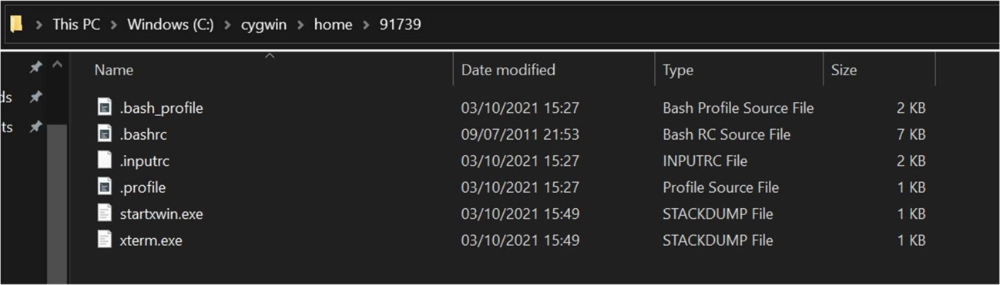 This PC > Windows (C:) > cygwin > home > 91739
Name Date modified Type Size
ds
ts
.bash_profile 03/10/2021 15:27 Bash Profile Source File 2 KB
.bashrc 09/07/2011 21:53 Bash RC Source File 7 KB
.inputrc 03/10/2021 15:27 INPUTRC File 2 KB
.profile 03/10/2021 15:27 Profile Source File 1 KB
startxwin.exe 03/10/2021 15:49 STACKDUMP File 1 KB
xterm.exe 03/10/2021 15:49 STACKDUMP File 1 KB